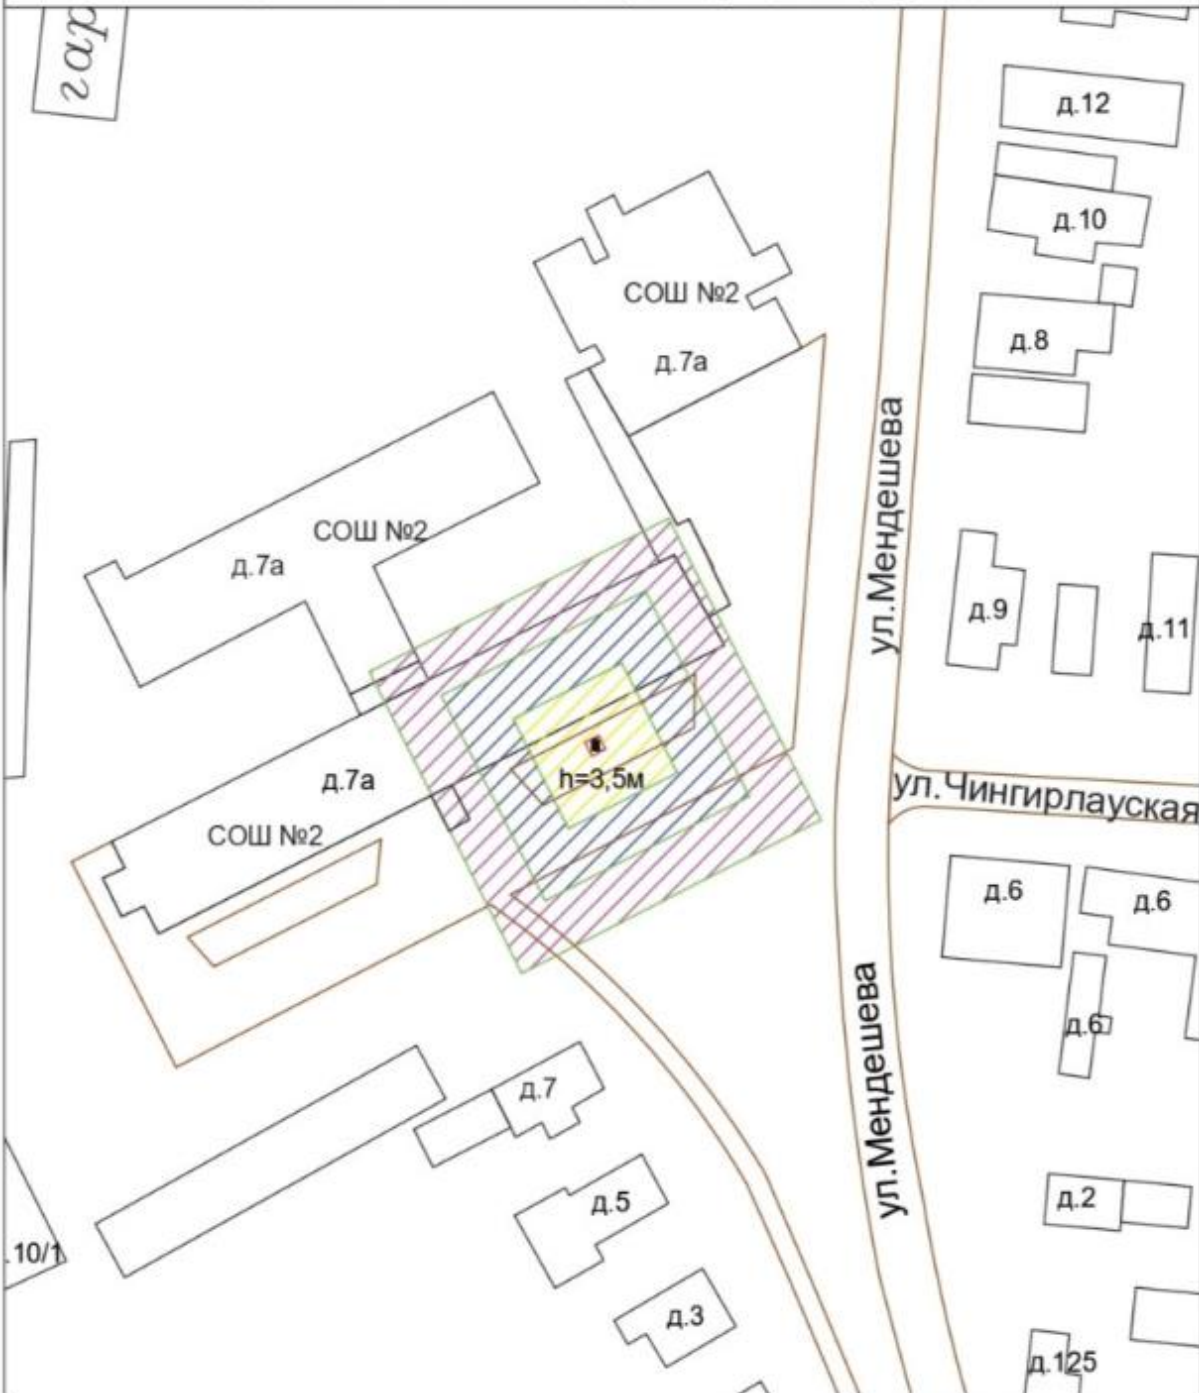 гар
д.12
д.10
СОШ №2
д.8
д.7а
ул.Мендешева
СОШ №2
д.7а
д.9
д.11
д.7а
h=3,5м
ул.Чингирлауская
СОШ №2
д.6
д.6
д.6
ул.Мендешева
д.7
д.5
д.2
.10/1
д.3
д.125